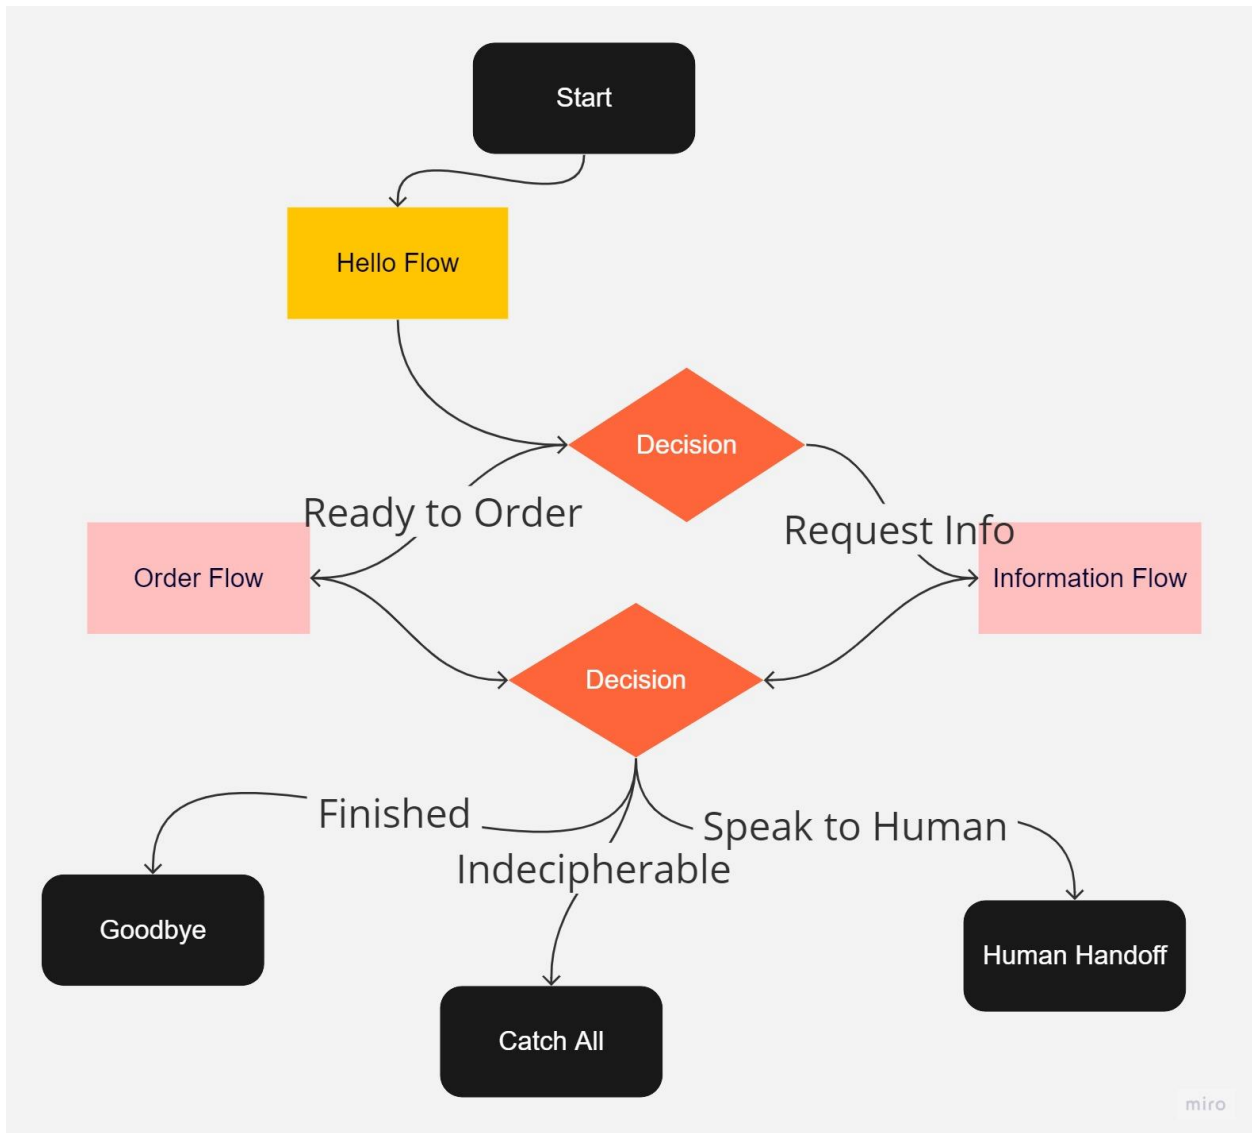 Start
Hello Flow
Decision
Ready to Order
Request Info
Order Flow
Information Flow
Decision
Finished
Speak to Human
Indecipherable
Goodbye
Human Handoff
Catch All
miro